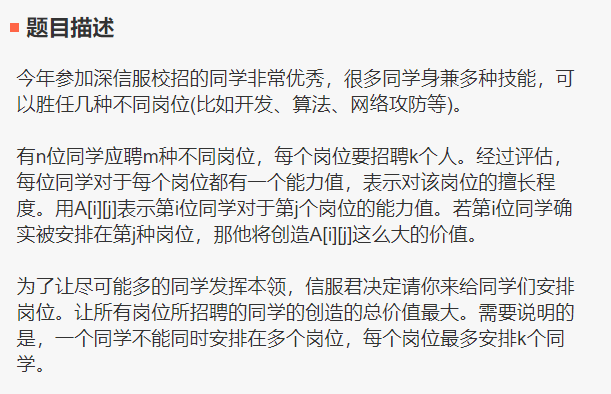 题目描述
今年参加深信服校招的同学非常优秀，很多同学身兼多种技能，可
以胜任几种不同岗位(比如开发、算法、网络攻防等)。
有n位同学应聘m种不同岗位，每个岗位要招聘k个人。经过评估，
每位同学对于每个岗位都有一个能力值，表示对该岗位的擅长程
度。用A[i][j]表示第i位同学对于第j个岗位的能力值。若第i位同学确
实被安排在第j种岗位，那他将创造A[i][j]这么大的价值。
为了让尽可能多的同学发挥本领，信服君决定请你来给同学们安排
岗位。让所有岗位所招聘的同学的创造的总价值最大。需要说明的
是，一个同学不能同时安排在多个岗位，每个岗位最多安排k个同
学。